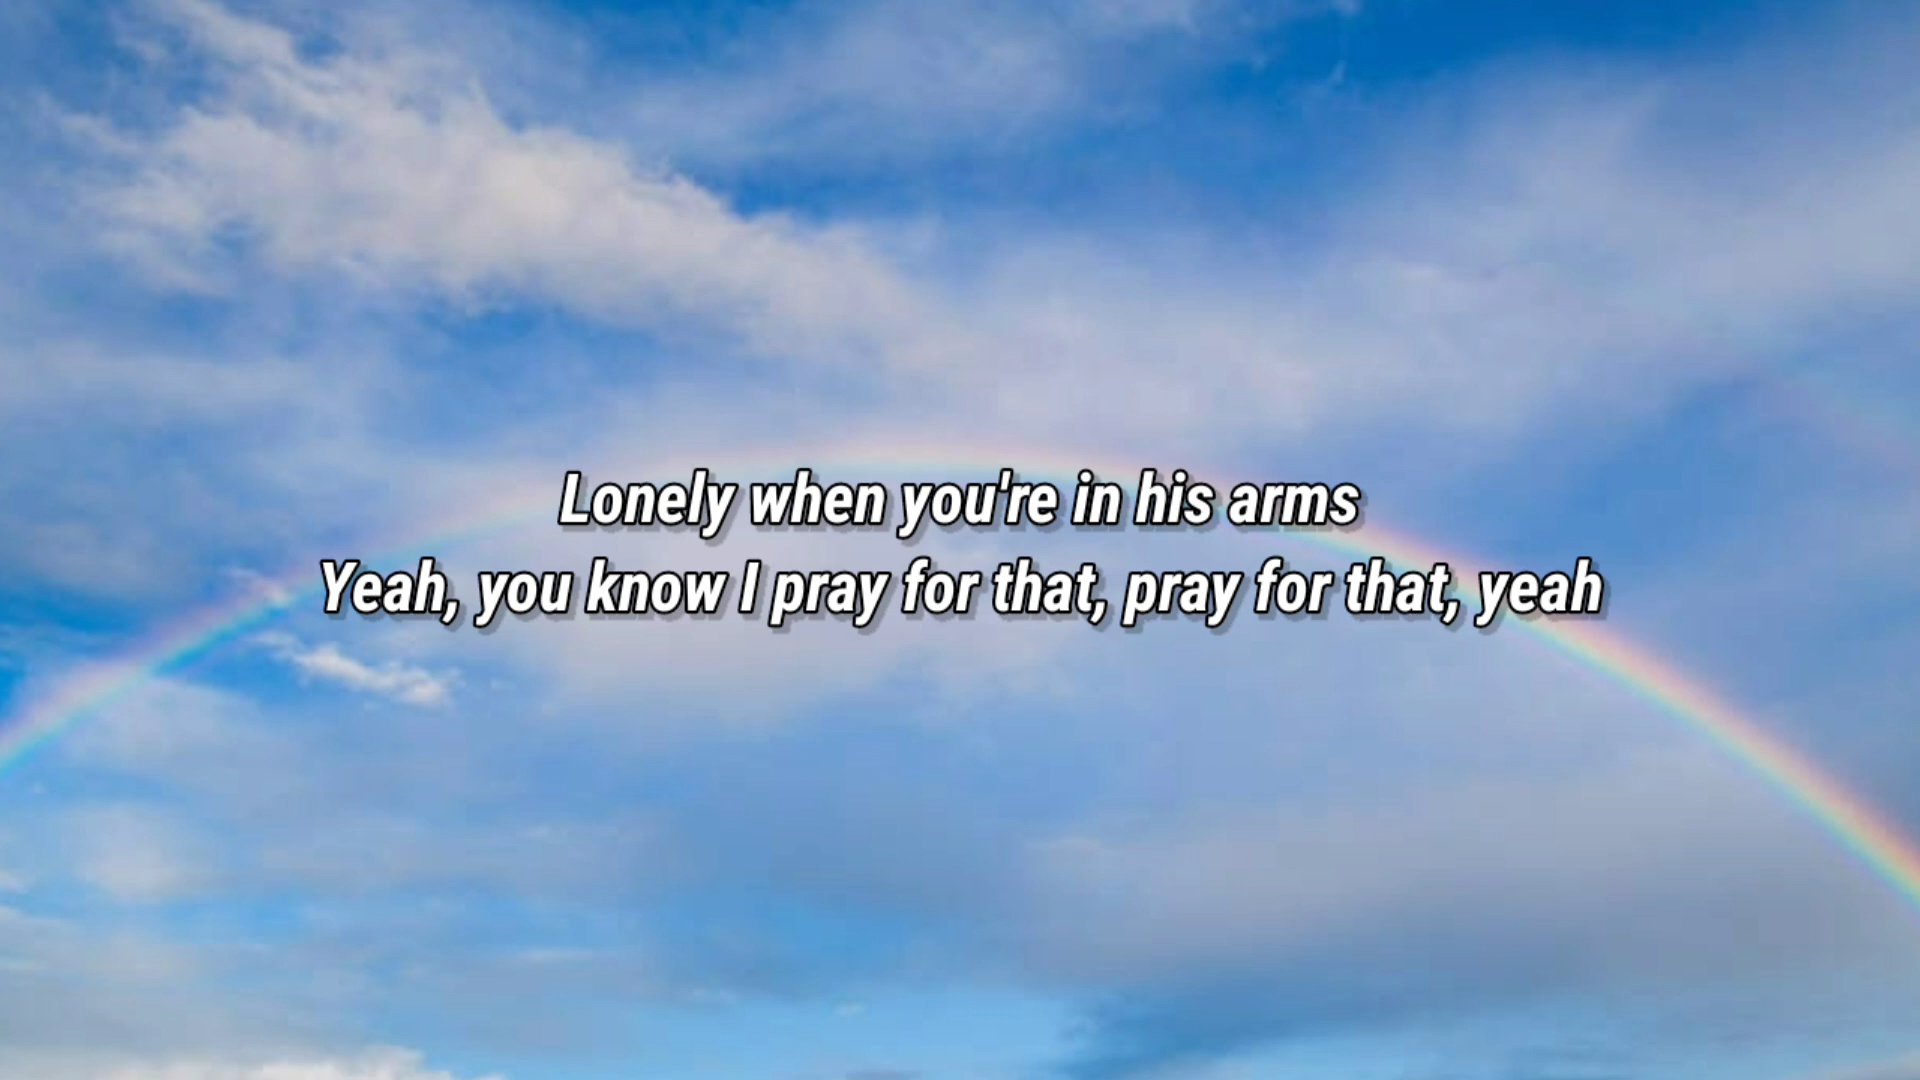 Lonely when you're in his arms
Yeah, you know I pray for that, pray for that, yeah